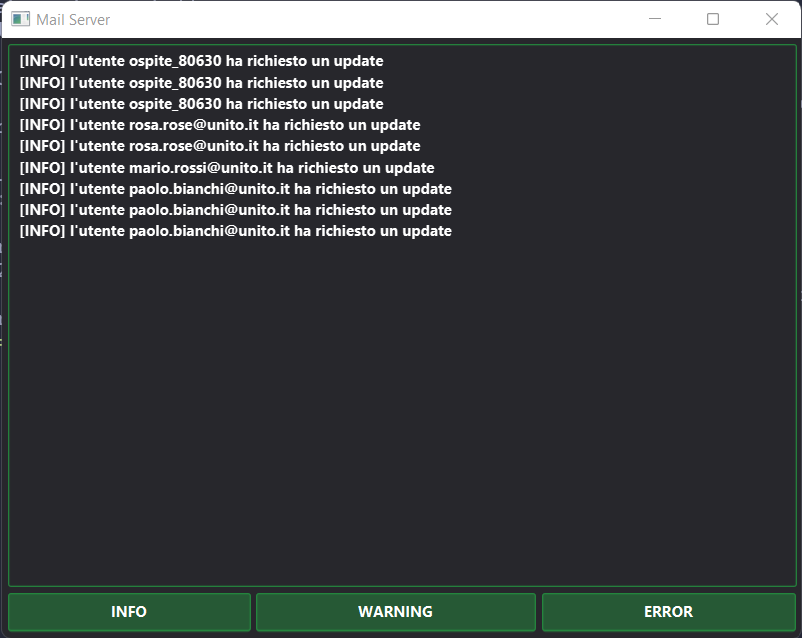 Mail Server
[INFO] l'utente ospite_80630 ha richiesto un update
[INFO] l'utente ospite_80630 ha richiesto un update
[INFO] l'utente ospite_80630 ha richiesto un update
[INFO] l'utente rosa.rose@unito.it ha richiesto un update
[INFO] l'utente rosa.rose@unito.it ha richiesto un update
[INFO] l'utente mario.rossi@unito.it ha richiesto un update
[INFO] l'utente paolo.bianchi@unito.it ha richiesto un update
[INFO] l'utente paolo.bianchi@unito.it ha richiesto un update
[INFO] l'utente paolo.bianchi@unito.it ha richiesto un update
INFO
WARNING
ERROR